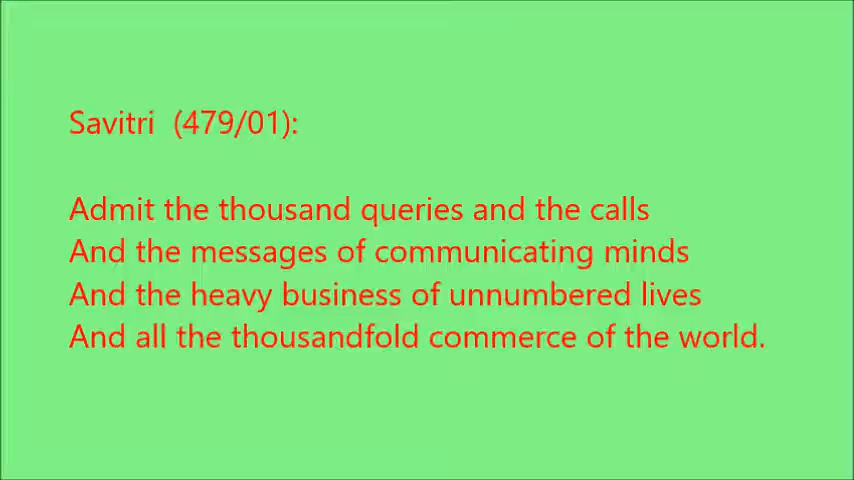 Savitri (479/01):
Admit the thousand queries and the calls
And the messages of communicating minds
And the heavy business of unnumbered lives
And all the thousandfold commerce of the world.